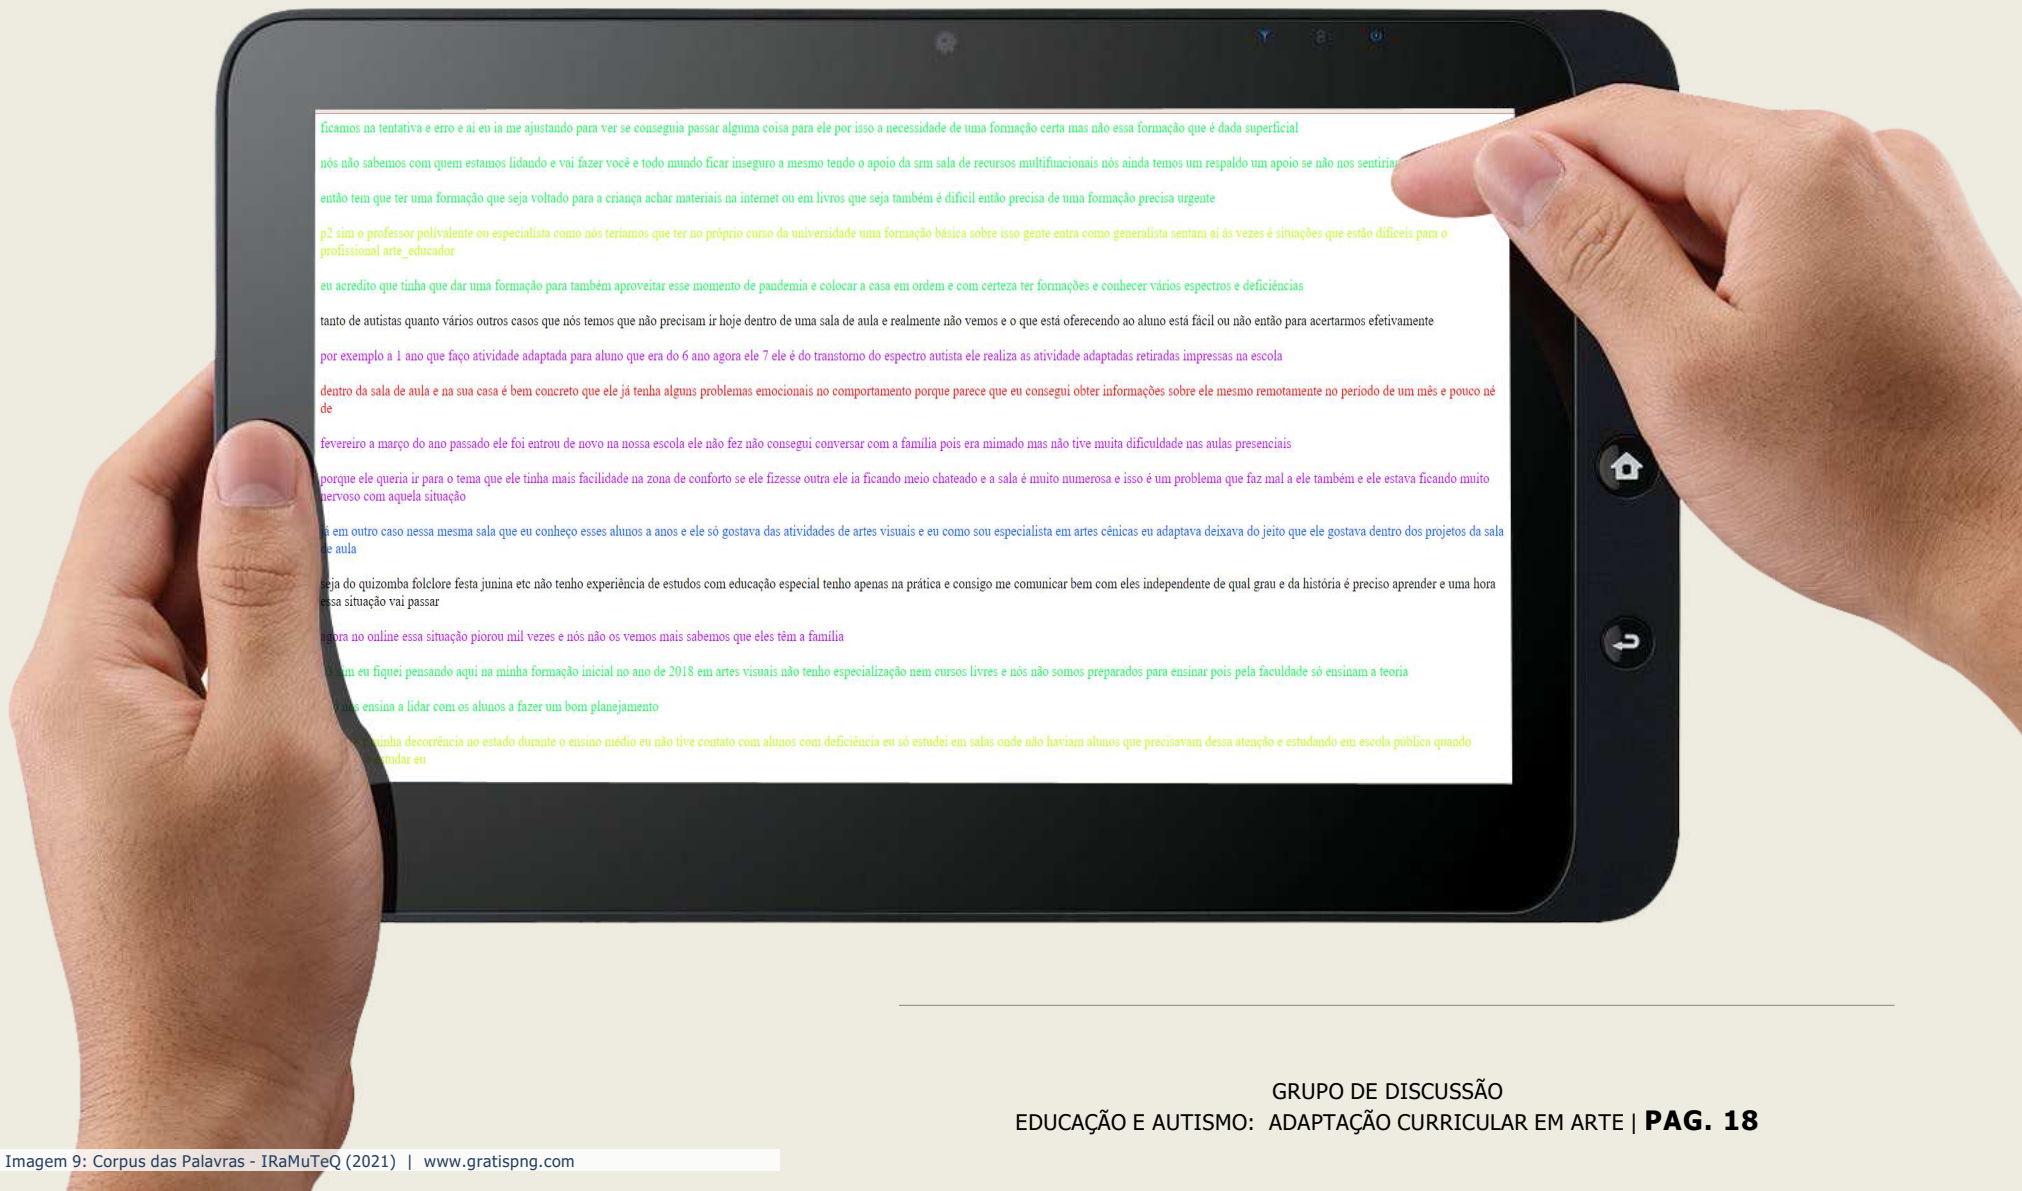 ficamos na tentativa e erro e aí eu ia me ajustando para ver se conseguia passar alguma coisa para ele por isso a necessidade de uma formação certa mas não essa formação que é dada superficial
nós não sabemos com quem estamos lidando e vai fazer você e todo mundo ficar inseguro a mesmo tendo o apoio da srm sala de recursos multifuncionais nós ainda temos um respaldo um apoio se não nos
então tem que ter uma formação que seja voltado para a criança achar materiais na internet ou em livros que seja também é difícil então precisa de uma formação precisa urgente
p2 sim o professor polivalente ou especialista como nós teríamos que ter no próprio curso da universidade uma formação básica sobre isso gente entra como generalista sentam aí às vezes é situações que estão difíceis para o
profissional arte_educador
eu acredito que tinha que dar uma formação para também aproveitar esse momento de pandemia e colocar a casa em ordem e com certeza ter formações e conhecer vários espectros e deficiências
tanto de autistas quanto vários outros casos que nós temos que não precisam ir hoje dentro de uma sala de aula e realmente não vemos e o que está oferecendo ao aluno está fácil ou não então para acertarmos efetivamente
por exemplo a 1 ano que faço atividade adaptada para aluno que era do 6 ano agora ele 7 ele é do transtorno do espectro autista ele realiza as atividade adaptadas retiradas impressas na escola
dentro da sala de aula e na sua casa é bem concreto que ele já tenha alguns problemas emocionais no comportamento porque parece que eu consegui obter informações sobre ele mesmo remotamente no período de um mês e pouco né
de
fevereiro a março do ano passado ele foi entrou de novo na nossa escola ele não fez não consegui conversar com a família pois era mimado mas não tive muita dificuldade nas aulas presenciais
porque ele queria ir para o tema que ele tinha mais facilidade na zona de conforto se ele fizesse outra ele ia ficando meio chateado e a sala é muito numerosa e isso é um problema que faz mal a ele também e ele estava ficando muito
nervoso com aquela situação
em outro caso nessa mesma sala que eu conheço esses alunos a anos e ele só gostava das atividades de artes visuais e eu como sou especialista em artes cênicas eu adaptava deixava do jeito que ele gostava dentro dos projetos da sala
de aula
seja do quizomba folclore festa junina etc não tenho experiência de estudos com educação especial tenho apenas na prática e consigo me comunicar bem com eles independente de qual grau e da história é preciso aprender e uma hora
essa situação vai passar
agora no online essa situação piorou mil vezes e nós não os vemos mais sabemos que eles têm a família
sim eu fiquei pensando aqui na minha formação inicial no ano de 2018 em artes visuais não tenho especialização nem cursos livres e nós não somos preparados para ensinar pois pela faculdade só ensinam a teoria
ensina a lidar com os alunos a fazer um bom planejamento
minha decorrência no estado durante o ensino médio eu não tive contato com alunos com deficiência eu só estudei em salas onde não haviam alunos que precisavam dessa atenção e estudando em escola pública quando
estudar eu
GRUPO DE DISCUSSÃO
EDUCAÇÃO E AUTISMO: ADAPTAÇÃO CURRICULAR EM ARTE | PAG. 18
Imagem 9: Corpus das Palavras - IRaMuTeQ (2021) | www.gratispng.com